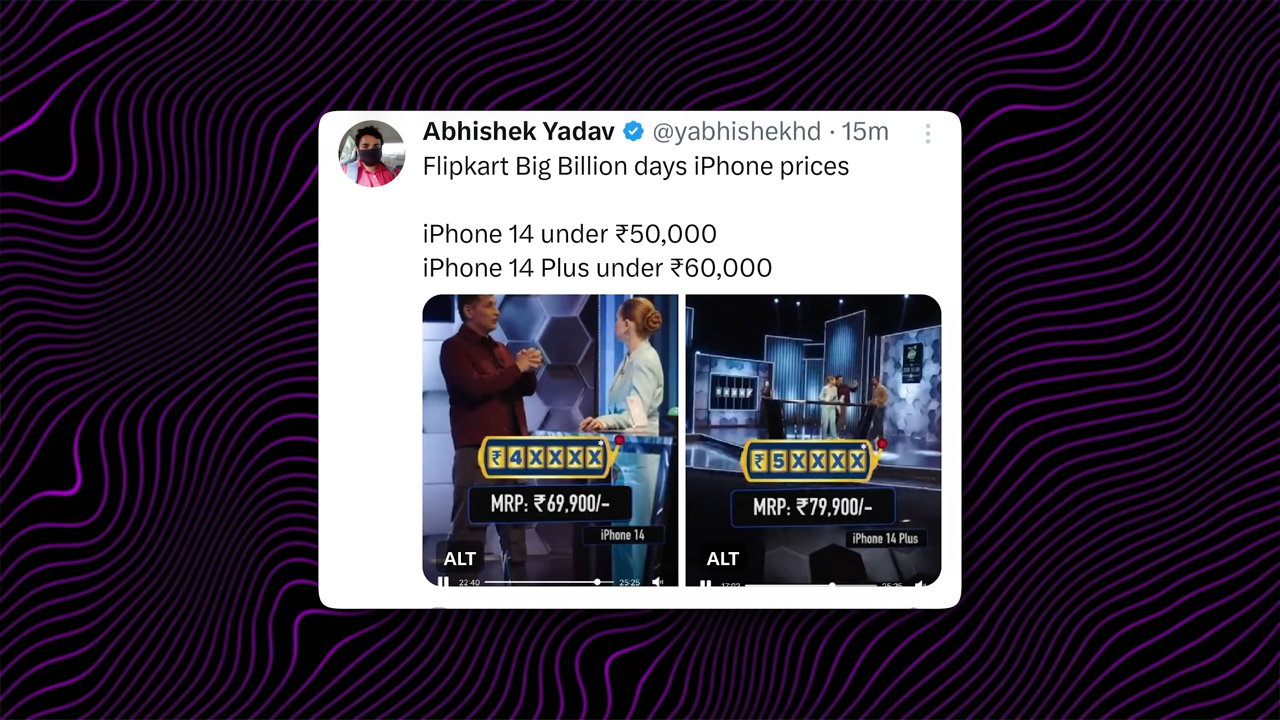 Abhishek Yadav @yabhishekhd · 15m
Flipkart Big Billion days iPhone prices
iPhone 14 under ₹50,000
iPhone 14 Plus under ₹60,000
₹4XXXX*
MRP: ₹69,900/-
iPhone 14
ALT
22:40 25:25
₹5XXXX*
MRP: ₹79,900/-
iPhone 14 Plus
ALT